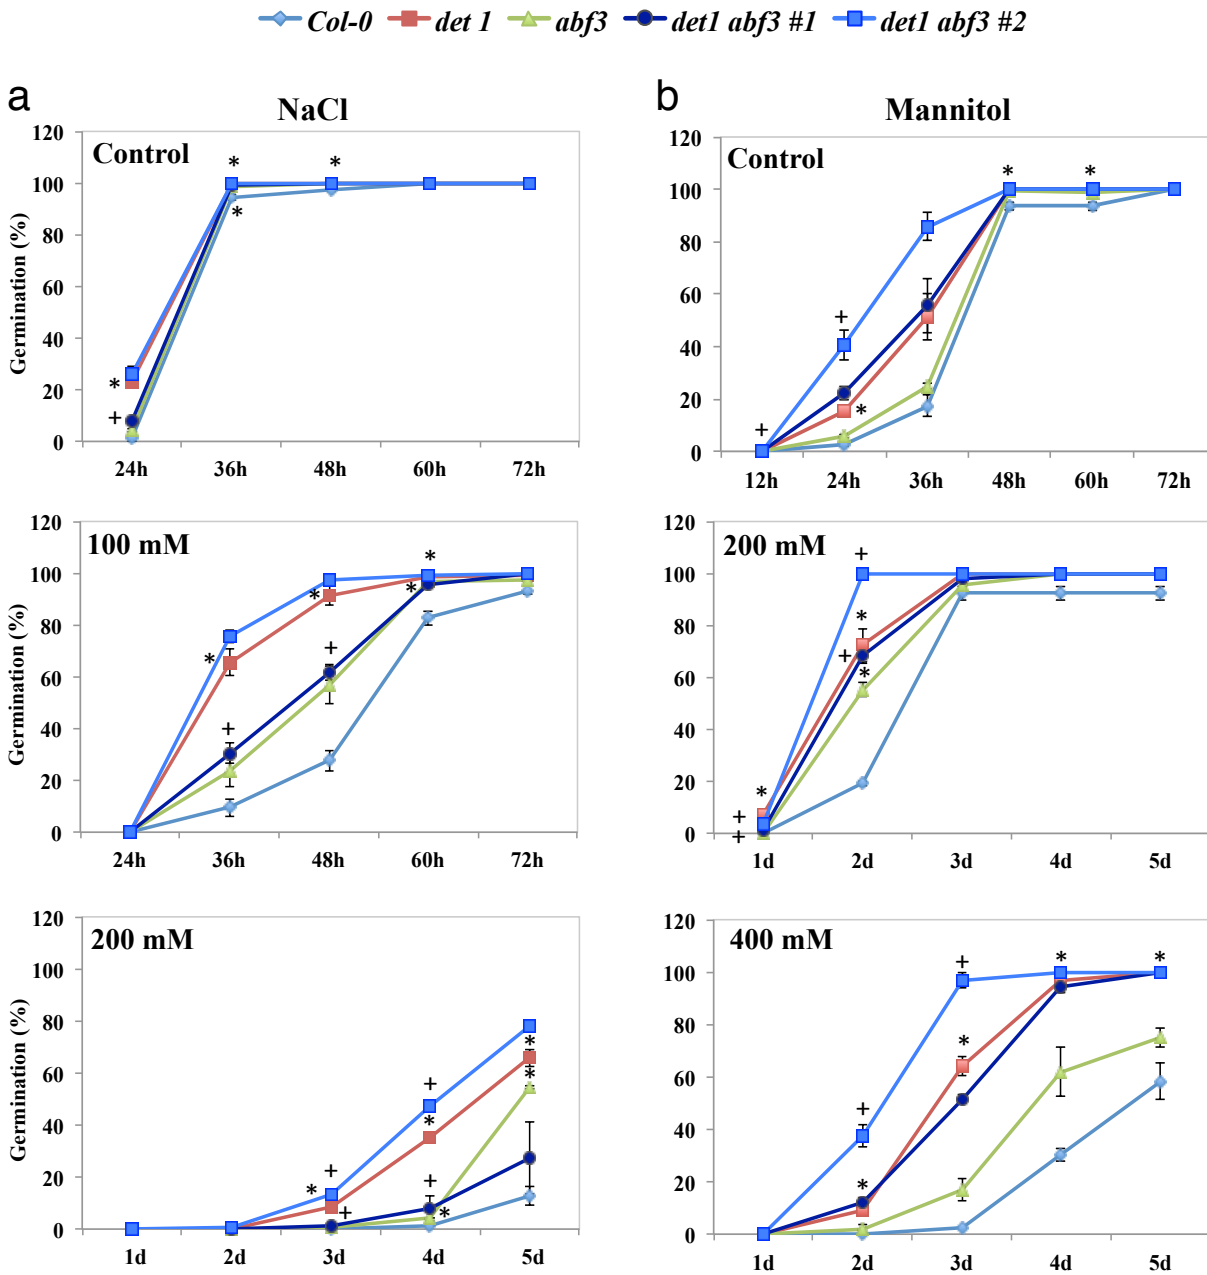 Col-0 det 1 abf3 det1 abf3 #1 det1 abf3 #2
a
NaCl
Control
Germination (%)
120
100
80
60
40
20
0
24h 36h 48h 60h 72h
* * * * +
100 mM
Germination (%)
120
100
80
60
40
20
0
24h 36h 48h 60h 72h
* * * * + +
200 mM
Germination (%)
120
100
80
60
40
20
0
1d 2d 3d 4d 5d
* + + + * + * * *
b
Mannitol
Control
120
100
80
60
40
20
0
12h 24h 36h 48h 60h 72h
+ + * * *
200 mM
120
100
80
60
40
20
0
1d 2d 3d 4d 5d
* + + + * + *
400 mM
120
100
80
60
40
20
0
1d 2d 3d 4d 5d
+ * + * * *